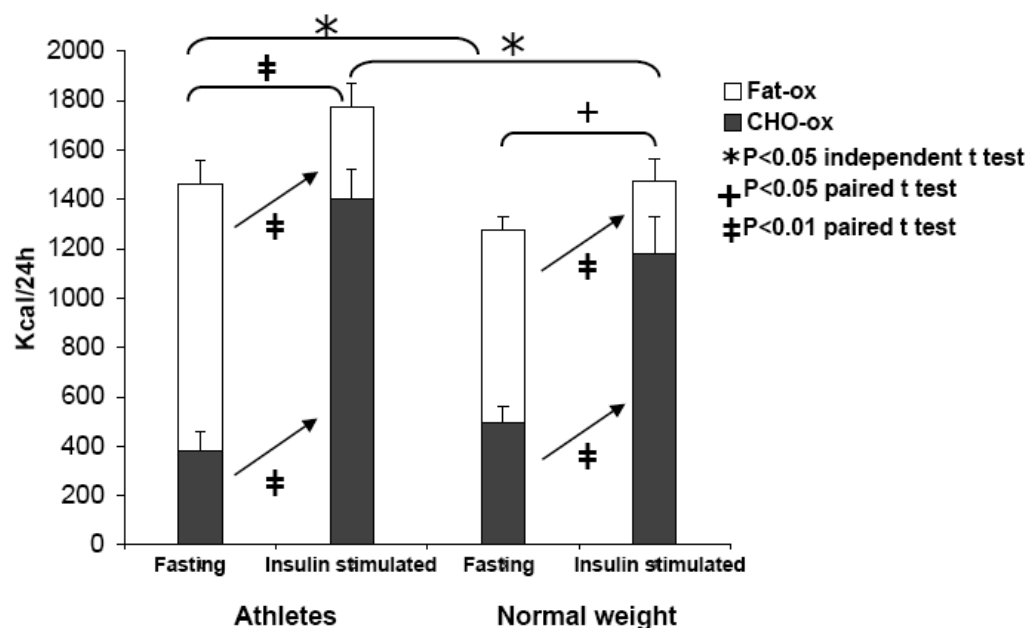 2000
1800
1600
1400
1200
1000
800
600
400
200
0
Kcal/24h
*
*
‡
+
‡
‡
‡
‡
Fat-ox
CHO-ox
*P<0.05 independent t test
+P<0.05 paired t test
‡P<0.01 paired t test
Fasting Insulin stimulated Fasting Insulin stimulated
Athletes Normal weight